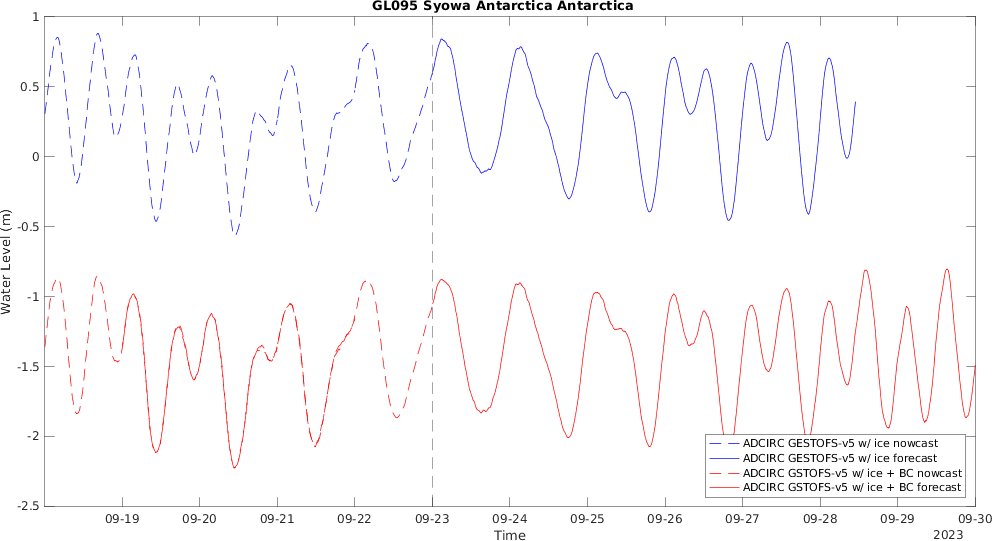 GL095 Syowa Antarctica Antarctica
Water Level (m)
1
0.5
0
-0.5
-1
-1.5
-2
-2.5
ADCIRC GESTOFS-v5 w/ ice nowcast
ADCIRC GESTOFS-v5 w/ ice forecast
ADCIRC GSTOFS-v5 w/ ice + BC nowcast
ADCIRC GSTOFS-v5 w/ ice + BC forecast
09-19 09-20 09-21 09-22 09-23 09-24 09-25 09-26 09-27 09-28 09-29 09-30
Time
2023